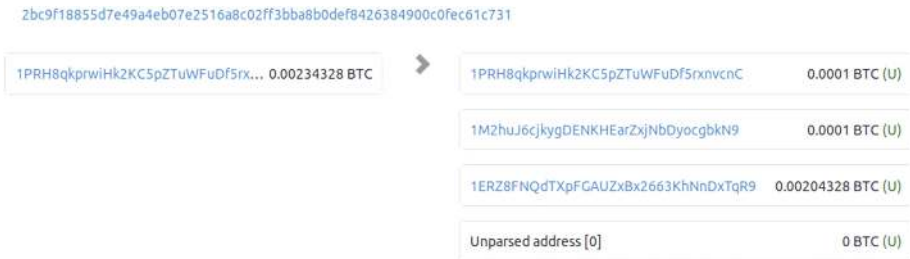 2bc9f18855d7e49a4eb07e2516a8c02ff3bba8b0def8426384900c0fec61c731
1PRH8qkprwiHk2KC5pZTuWFuDf5rx... 0.00234328 BTC
1PRH8qkprwiHk2KC5pZTuWFuDf5rxnvcnC 0.0001 BTC (U)
1M2huJ6cjkygDENKHEarZxjNbDyocgbkN9 0.0001 BTC (U)
1ERZ8FNQdTXpFGAUZxBx2663KhNnDxTqR9 0.00204328 BTC (U)
Unparsed address [0] 0 BTC (U)